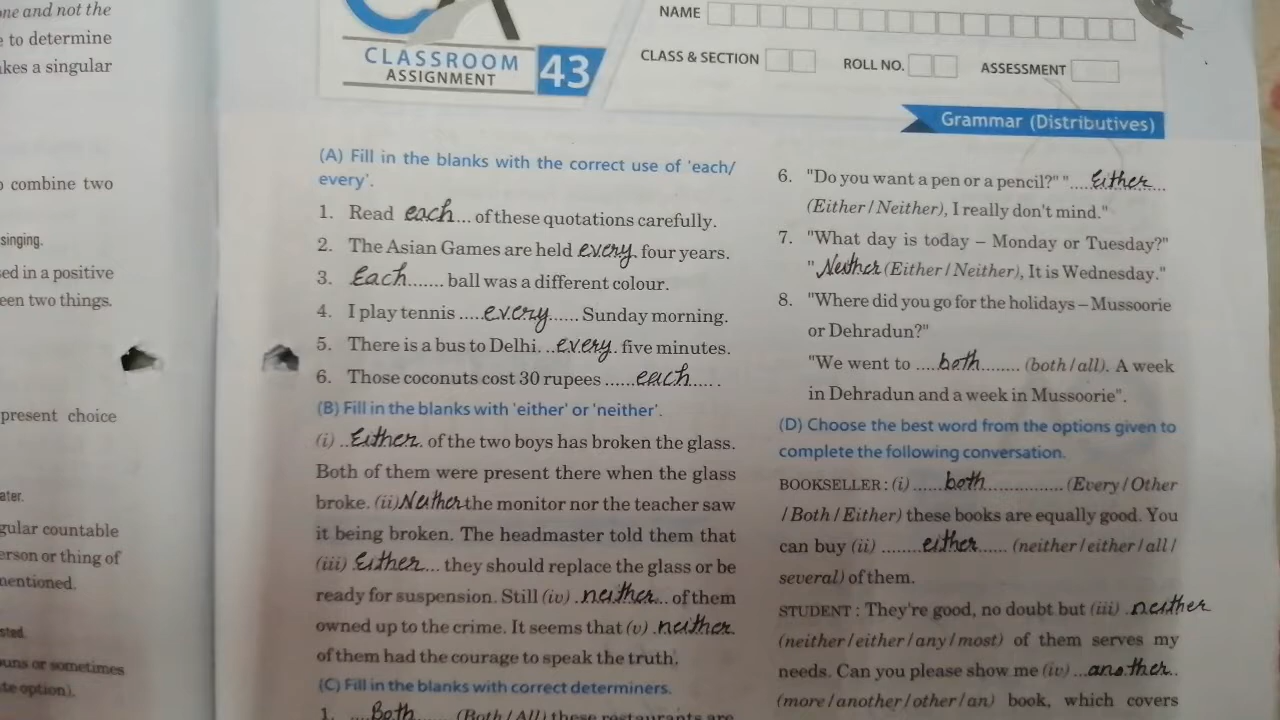 one and not the
to determine
akes a singular
combine two
singing.
sed in a positive
een two things.
present choice
ater.
gular countable
erson or thing of
mentioned.
sted.
ouns or sometimes
te option).
CLASSROOM
ASSIGNMENT
43
NAME
CLASS & SECTION
ROLL NO.
ASSESSMENT
Grammar (Distributives)
(A) Fill in the blanks with the correct use of 'each/
every'.
1. Read each... of these quotations carefully.
2. The Asian Games are held every. four years.
3. Each....... ball was a different colour.
4. I play tennis .....every...... Sunday morning.
5. There is a bus to Delhi...every. five minutes.
6. Those coconuts cost 30 rupees ......each..... .
(B) Fill in the blanks with 'either' or 'neither'.
(i) ..Either. of the two boys has broken the glass.
Both of them were present there when the glass
broke. (ii) Neither the monitor nor the teacher saw
it being broken. The headmaster told them that
(iii) Either... they should replace the glass or be
ready for suspension. Still (iv) .neither... of them
owned up to the crime. It seems that (v) .neither.
of them had the courage to speak the truth.
(C) Fill in the blanks with correct determiners.
1. ....Both...... (Both / All) these restaurants are
6. "Do you want a pen or a pencil?" "....Either...
(Either / Neither), I really don't mind."
7. "What day is today – Monday or Tuesday?"
"Neither (Either / Neither), It is Wednesday."
8. "Where did you go for the holidays – Mussoorie
or Dehradun?"
"We went to ....both........ (both / all). A week
in Dehradun and a week in Mussoorie".
(D) Choose the best word from the options given to
complete the following conversation.
BOOKSELLER : (i) ......both................ (Every / Other
/ Both / Either) these books are equally good. You
can buy (ii) ........either...... (neither / either / all /
several) of them.
STUDENT : They're good, no doubt but (iii) .neither
(neither / either / any / most) of them serves my
needs. Can you please show me (iv) ...another..
(more / another / other / an) book, which covers